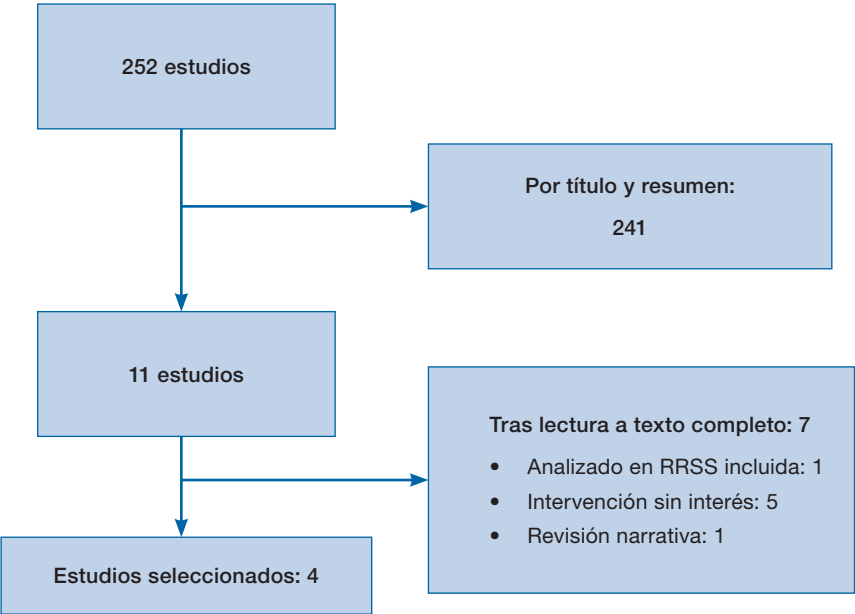 252 estudios
Por título y resumen:
241
11 estudios
Tras lectura a texto completo: 7
• Analizado en RRSS incluida: 1
• Intervención sin interés: 5
• Revisión narrativa: 1
Estudios seleccionados: 4